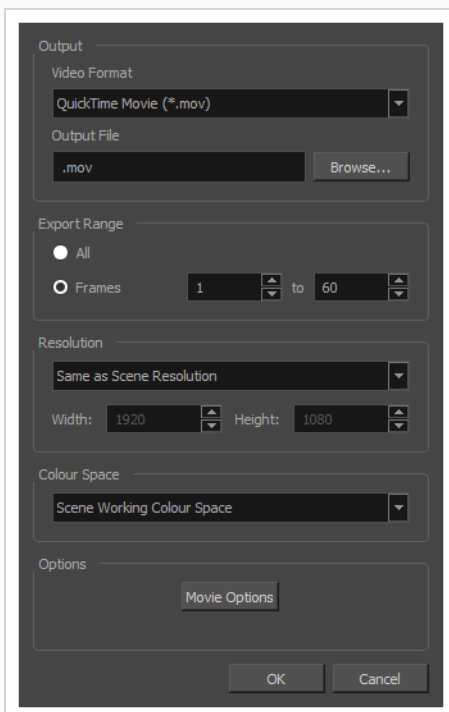 Output
Video Format
QuickTime Movie (*.mov)
Output File
.mov Browse...
Export Range
All
Frames 1 to 60
Resolution
Same as Scene Resolution
Width: 1920 Height: 1080
Colour Space
Scene Working Colour Space
Options
Movie Options
OK Cancel